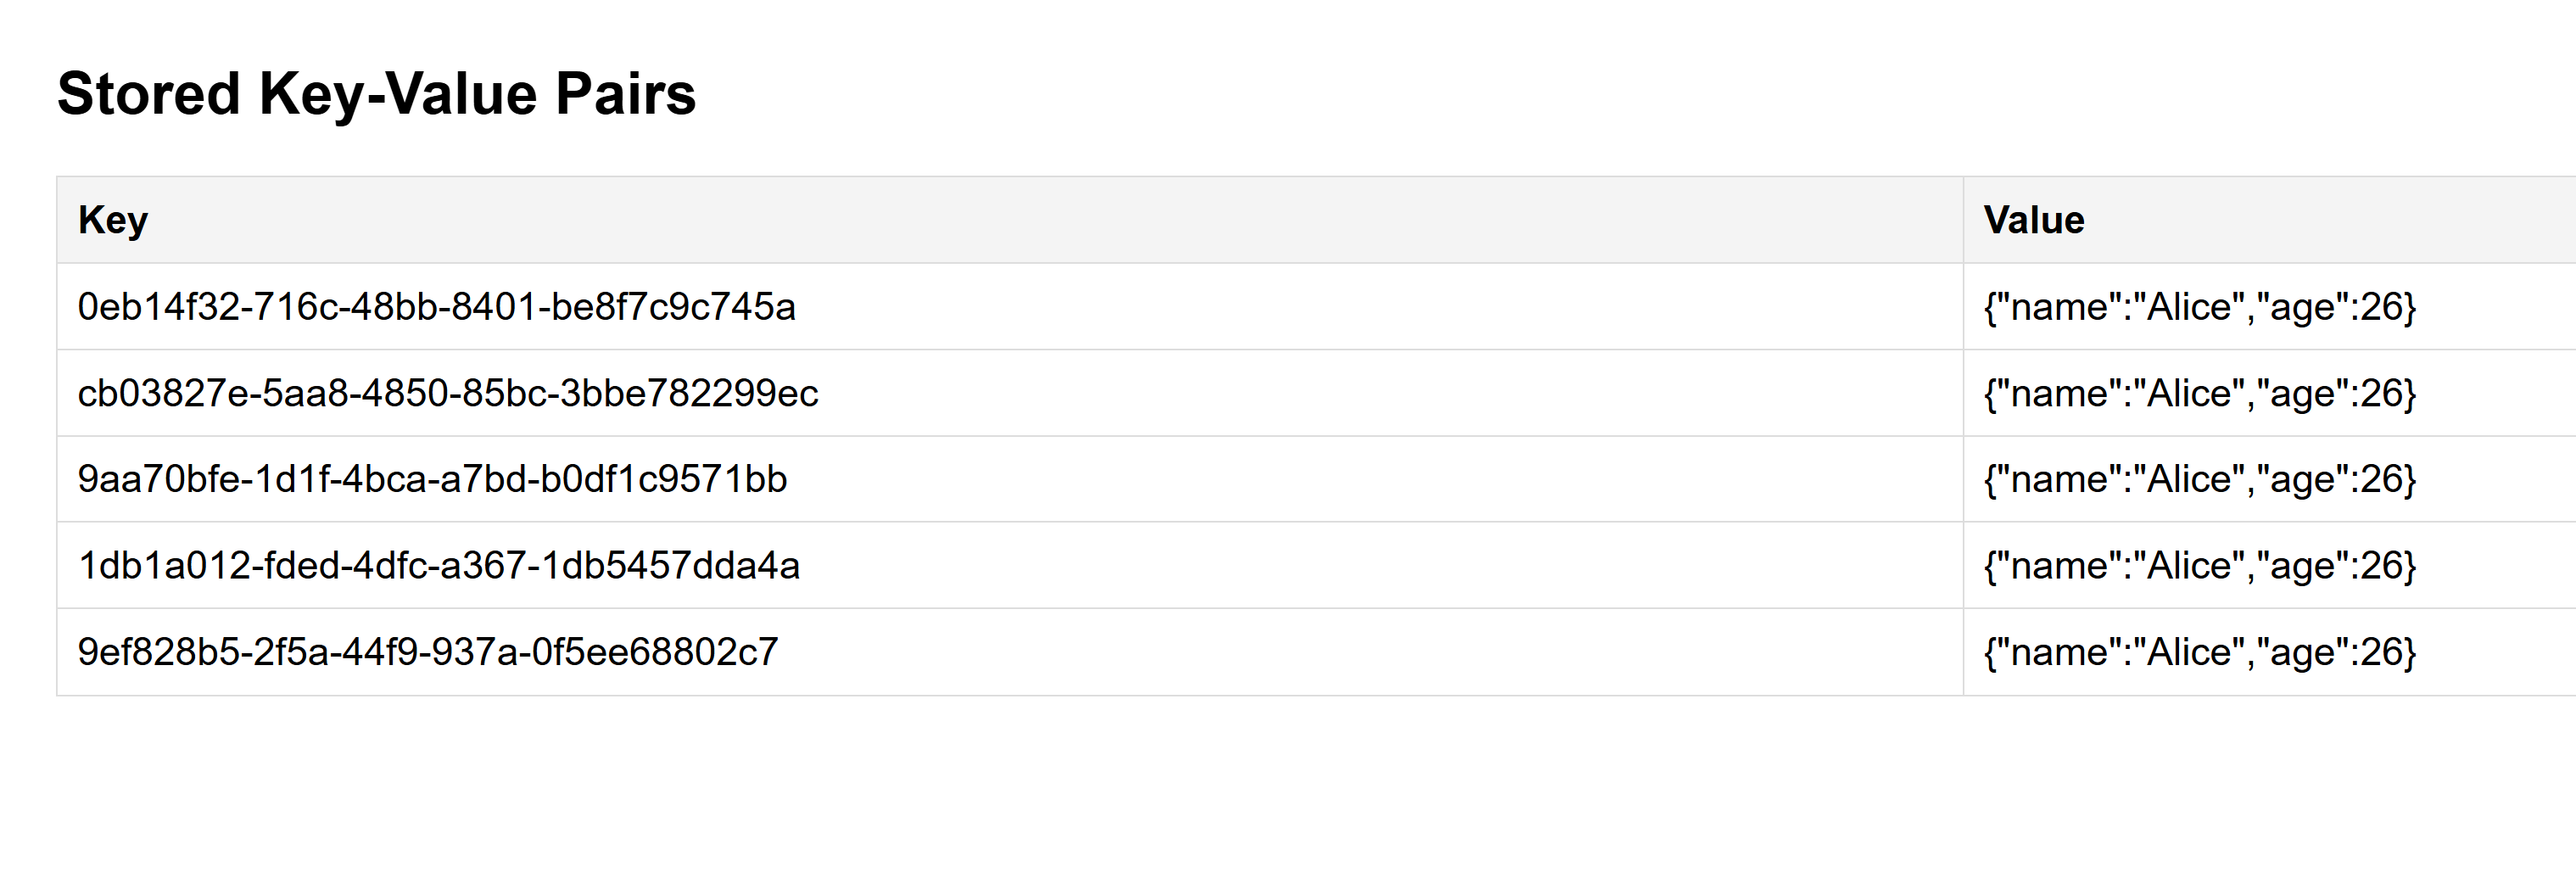 Stored Key-Value Pairs
Key Value
0eb14f32-716c-48bb-8401-be8f7c9c745a {"name":"Alice","age":26}
cb03827e-5aa8-4850-85bc-3bbe782299ec {"name":"Alice","age":26}
9aa70bfe-1d1f-4bca-a7bd-b0df1c9571bb {"name":"Alice","age":26}
1db1a012-fded-4dfc-a367-1db5457dda4a {"name":"Alice","age":26}
9ef828b5-2f5a-44f9-937a-0f5ee68802c7 {"name":"Alice","age":26}